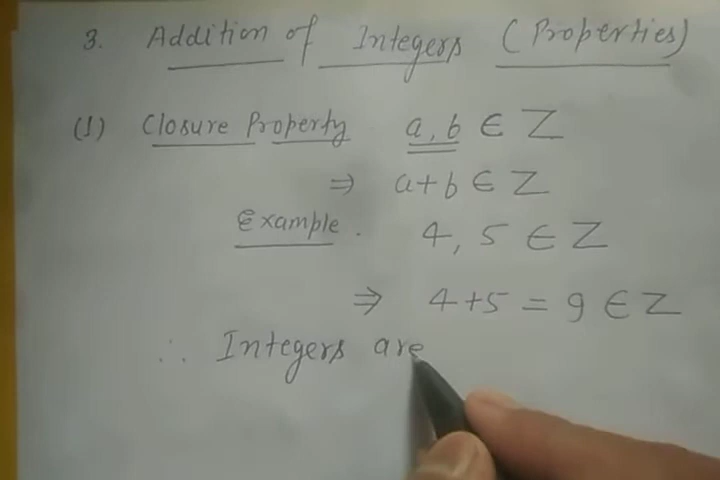 3. Addition of Integers (Properties)
(1) Closure Property a, b ∈ Z
⇒ a+b ∈ Z
Example. 4, 5 ∈ Z
⇒ 4+5 = 9 ∈ Z
∴ Integers are